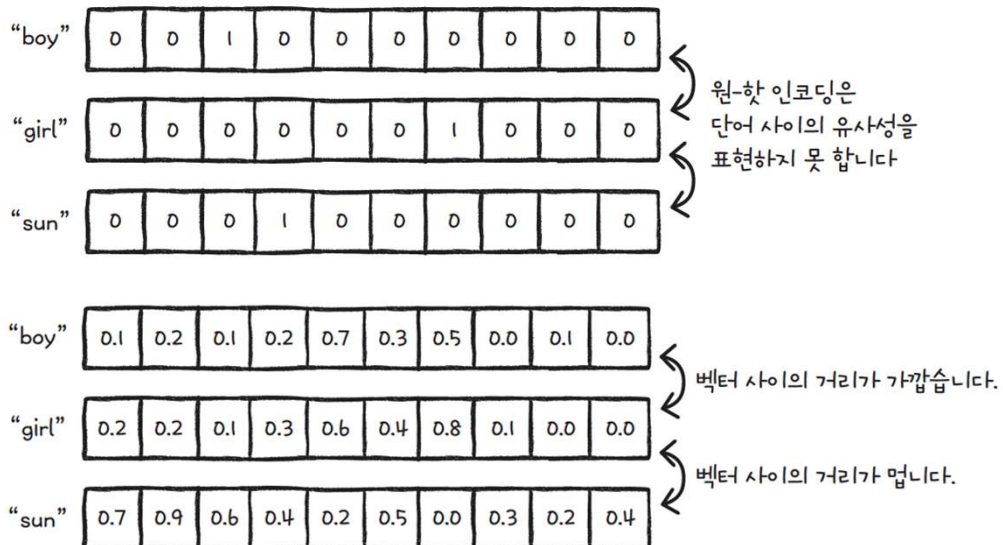 “boy” 0 0 1 0 0 0 0 0 0 0
원-핫 인코딩은
“girl” 0 0 0 0 0 0 1 0 0 0
단어 사이의 유사성을
표현하지 못 합니다
“sun” 0 0 0 1 0 0 0 0 0 0
“boy” 0.1 0.2 0.1 0.2 0.7 0.3 0.5 0.0 0.1 0.0
벡터 사이의 거리가 가깝습니다.
“girl” 0.2 0.2 0.1 0.3 0.6 0.4 0.8 0.1 0.0 0.0
벡터 사이의 거리가 멉니다.
“sun” 0.7 0.9 0.6 0.4 0.2 0.5 0.0 0.3 0.2 0.4